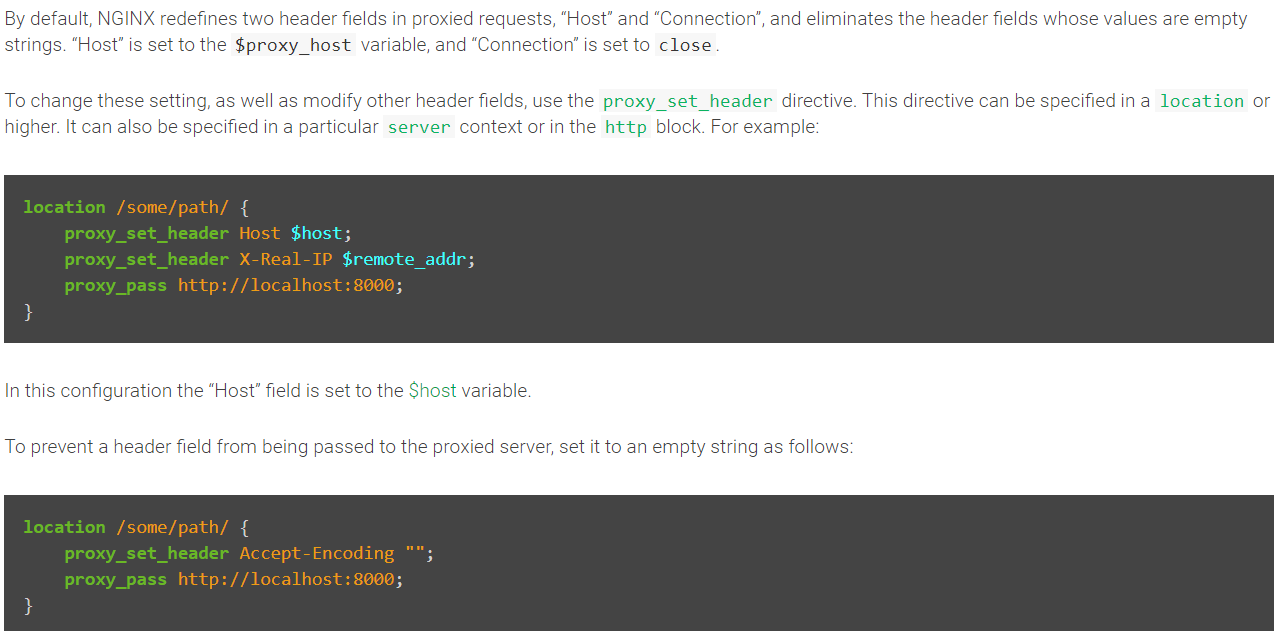 By default, NGINX redefines two header fields in proxied requests, “Host” and “Connection”, and eliminates the header fields whose values are empty
strings. “Host” is set to the $proxy_host variable, and “Connection” is set to close.
To change these setting, as well as modify other header fields, use the proxy_set_header directive. This directive can be specified in a location or
higher. It can also be specified in a particular server context or in the http block. For example:
location /some/path/ {
    proxy_set_header Host $host;
    proxy_set_header X-Real-IP $remote_addr;
    proxy_pass http://localhost:8000;
}
In this configuration the “Host” field is set to the $host variable.
To prevent a header field from being passed to the proxied server, set it to an empty string as follows:
location /some/path/ {
    proxy_set_header Accept-Encoding "";
    proxy_pass http://localhost:8000;
}